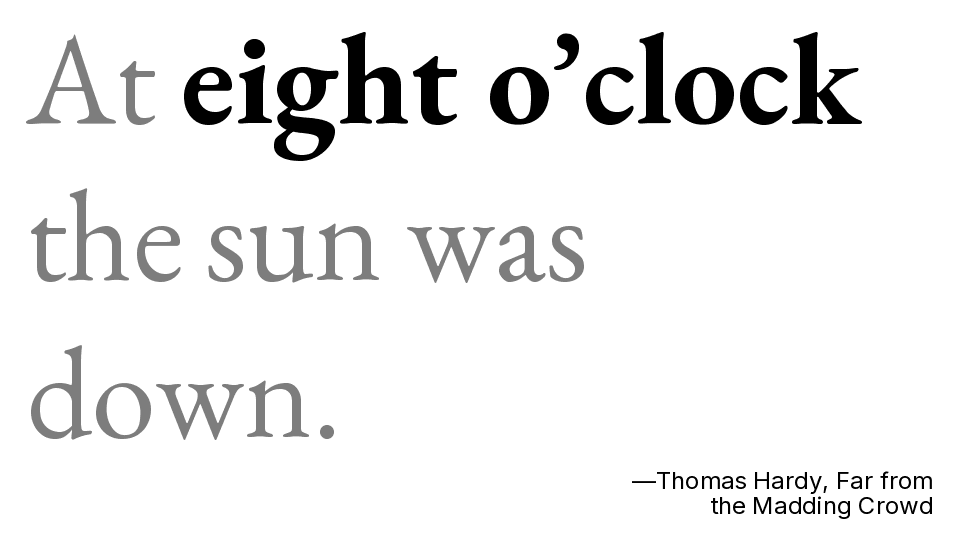 At eight o’clock
the sun was
down.
—Thomas Hardy, Far from
the Madding Crowd